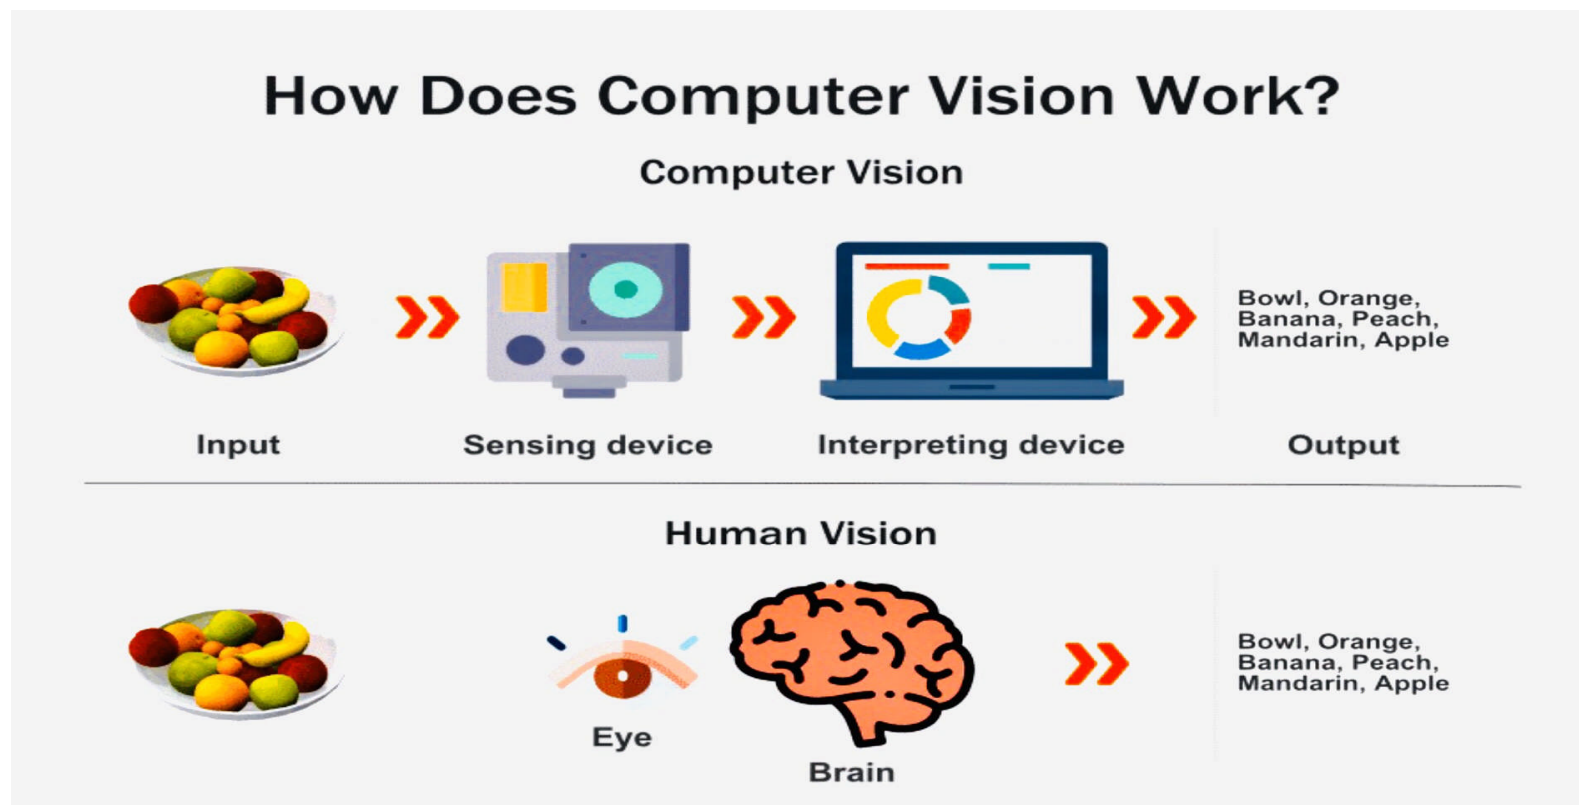 How Does Computer Vision Work?
Computer Vision
Bowl, Orange,
Banana, Peach,
Mandarin, Apple
Input
Sensing device
Interpreting device
Output
Human Vision
Bowl, Orange,
Banana, Peach,
Mandarin, Apple
Eye
Brain